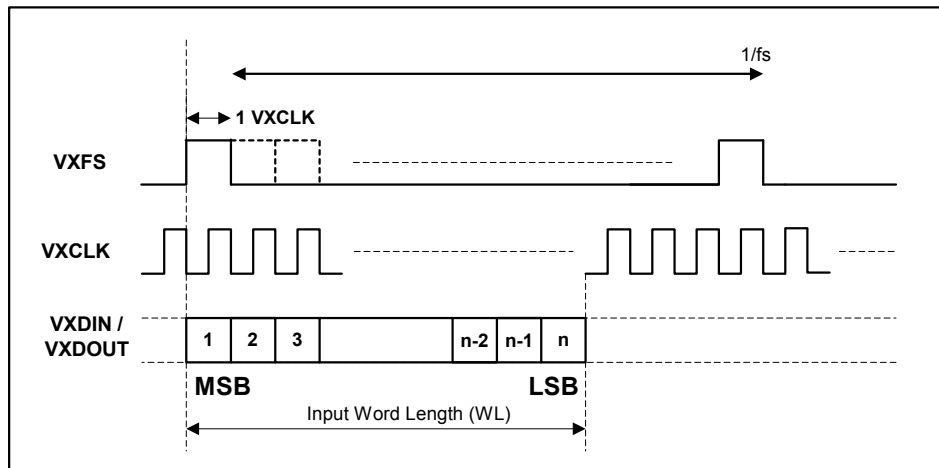 1/fs
1 VXCLK
VXFS
VXCLK
VXDIN /
VXDOUT
1 2 3 n-2 n-1 n
MSB LSB
Input Word Length (WL)